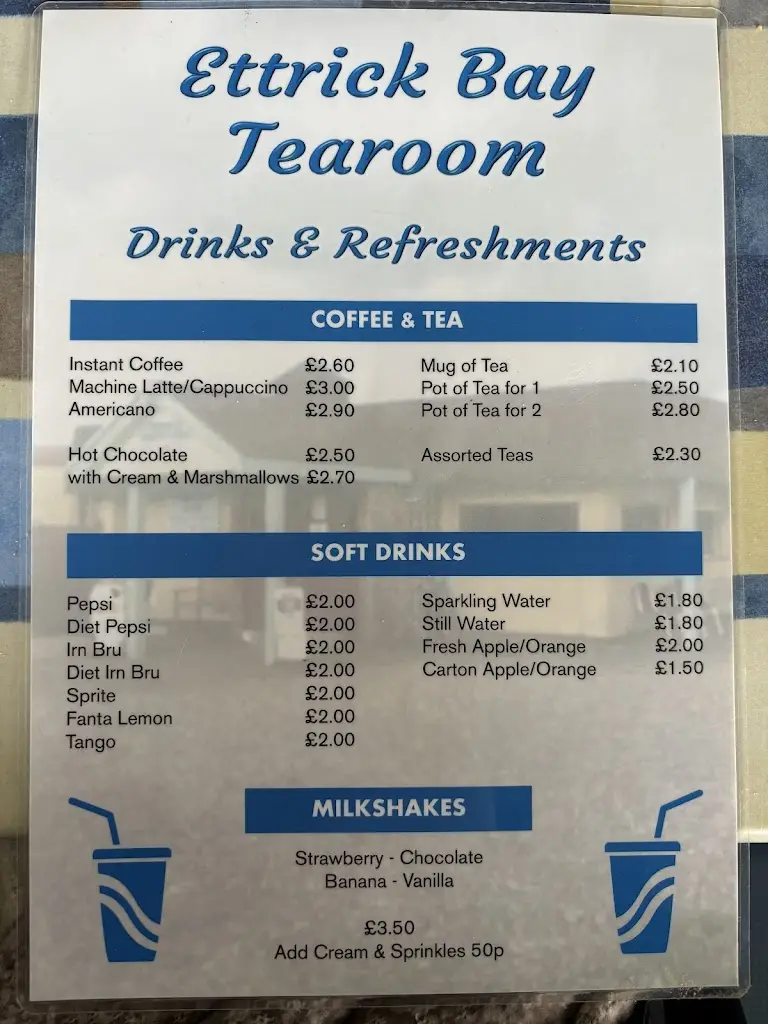 Ettrick Bay
Tearoom
Drinks & Refreshments
COFFEE & TEA
Instant Coffee £2.60
Machine Latte/Cappuccino £3.00
Americano £2.90
Hot Chocolate £2.50
with Cream & Marshmallows £2.70
Mug of Tea £2.10
Pot of Tea for 1 £2.50
Pot of Tea for 2 £2.80
Assorted Teas £2.30
SOFT DRINKS
Pepsi £2.00
Diet Pepsi £2.00
Irn Bru £2.00
Diet Irn Bru £2.00
Sprite £2.00
Fanta Lemon £2.00
Tango £2.00
Sparkling Water £1.80
Still Water £1.80
Fresh Apple/Orange £2.00
Carton Apple/Orange £1.50
MILKSHAKES
Strawberry - Chocolate
Banana - Vanilla
£3.50
Add Cream & Sprinkles 50p